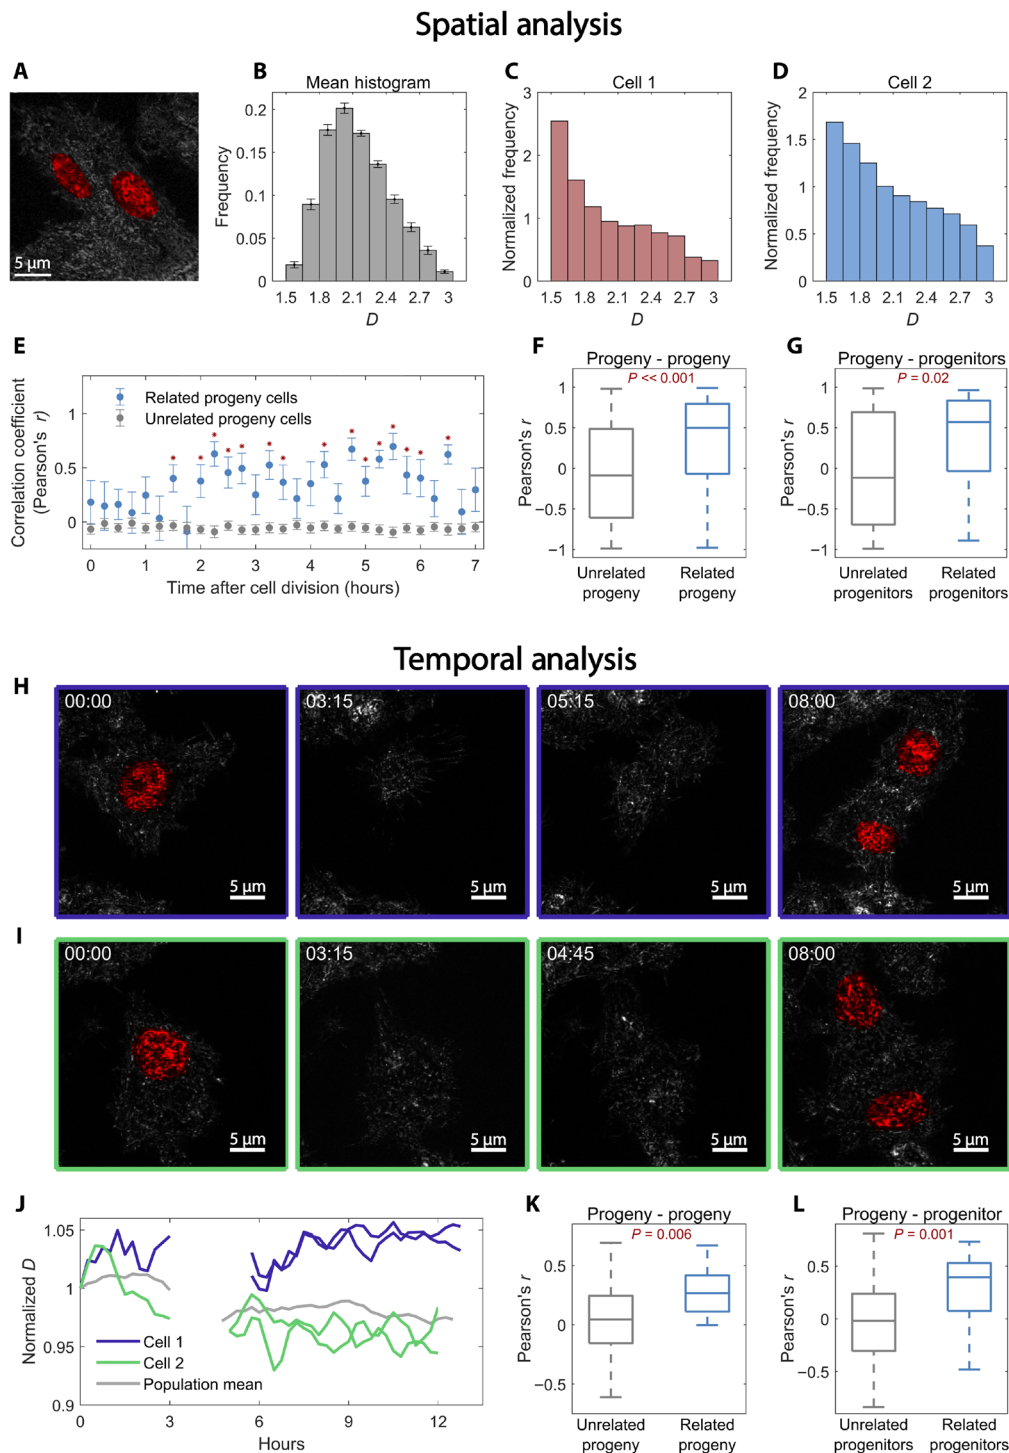 Spatial analysis
A
5 µm
B
Mean histogram
Frequency
0.2
0.15
0.1
0.05
0
1.5 1.8 2.1 2.4 2.7 3
D
C
Cell 1
Normalized frequency
3
2
1
0
1.5 1.8 2.1 2.4 2.7 3
D
D
Cell 2
Normalized frequency
2
1.5
1
0.5
0
1.5 1.8 2.1 2.4 2.7 3
D
E
Correlation coefficient
(Pearson's r)
1
0.5
0
Related progeny cells
Unrelated progeny cells
* * * * * * * * * * * * * *
0 1 2 3 4 5 6 7
Time after cell division (hours)
F
Progeny - progeny
P << 0.001
Pearson's r
1
0.5
0
−0.5
−1
Unrelated Related
progeny progeny
G
Progeny - progenitors
P = 0.02
Pearson's r
1
0.5
0
−0.5
−1
Unrelated Related
progenitors progenitors
Temporal analysis
H
00:00
5 µm
03:15
5 µm
05:15
5 µm
08:00
5 µm
I
00:00
5 µm
03:15
5 µm
04:45
5 µm
08:00
5 µm
J
Normalized D
1.05
1
0.95
0.9
Cell 1
Cell 2
Population mean
0 3 6 9 12
Hours
K
Progeny - progeny
P = 0.006
Pearson's r
0.5
0
−0.5
Unrelated Related
progeny progeny
L
Progeny - progenitor
P = 0.001
Pearson's r
0.5
0
−0.5
Unrelated Related
progenitors progenitors